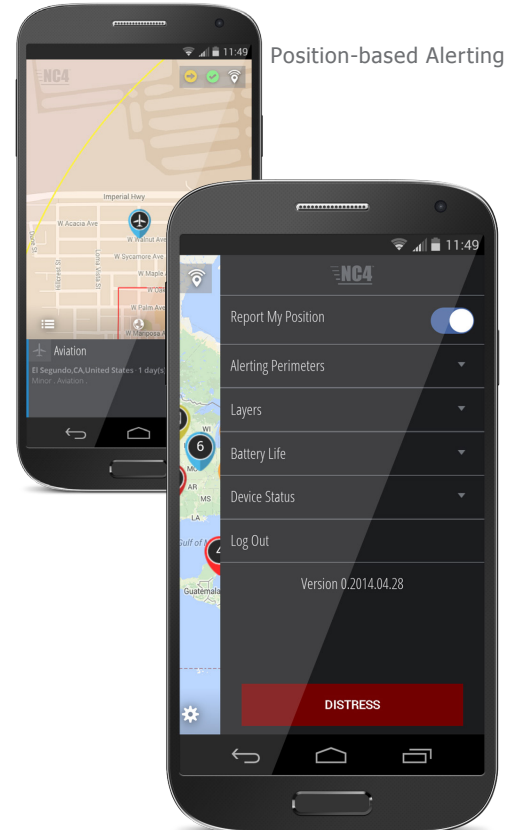 Position-based Alerting
11:49
NC4
Imperial Hwy
W Acacia Ave
W Walnut Ave
W Sycamore Ave
W Maple
W Palm Ave
W Mariposa A
Aviation
El Segundo,CA,United States · 1 day(s)
Minor . Aviation .
11:49
NC4
Report My Position
Alerting Perimeters
Layers
Battery Life
Device Status
Log Out
Version 0.2014.04.28
DISTRESS
WI
6
MO
AR
MS
LA
Gulf of M
4
Guatemala